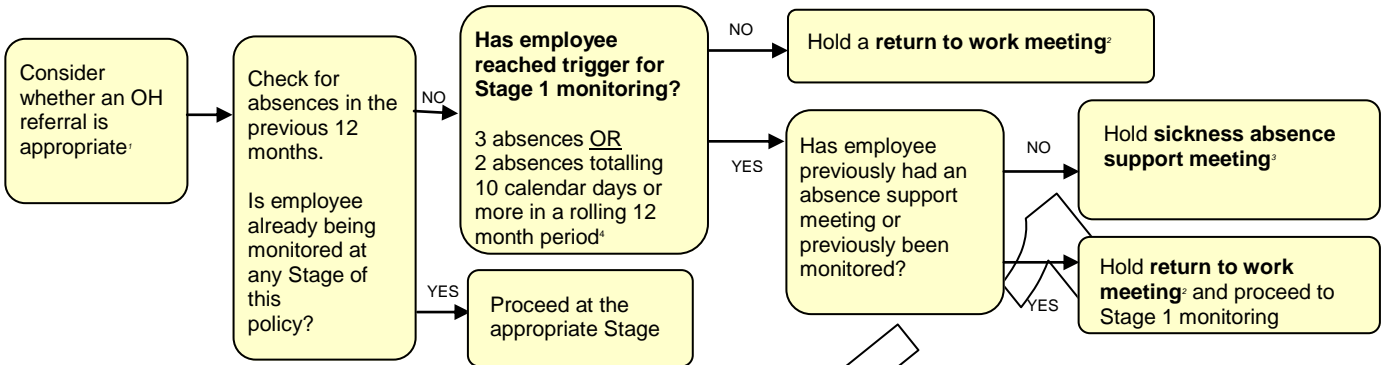 Consider
whether an OH
referral is
appropriate¹
Check for
absences in the
previous 12
months.
Is employee
already being
monitored at
any Stage of
this
policy?
NO
YES
Has employee
reached trigger for
Stage 1 monitoring?
3 absences OR
2 absences totalling
10 calendar days or
more in a rolling 12
month period⁴
Proceed at the
appropriate Stage
NO
YES
Hold a return to work meeting²
Has employee
previously had an
absence support
meeting or
previously been
monitored?
NO
YES
Hold sickness absence
support meeting³
Hold return to work
meeting² and proceed to
Stage 1 monitoring